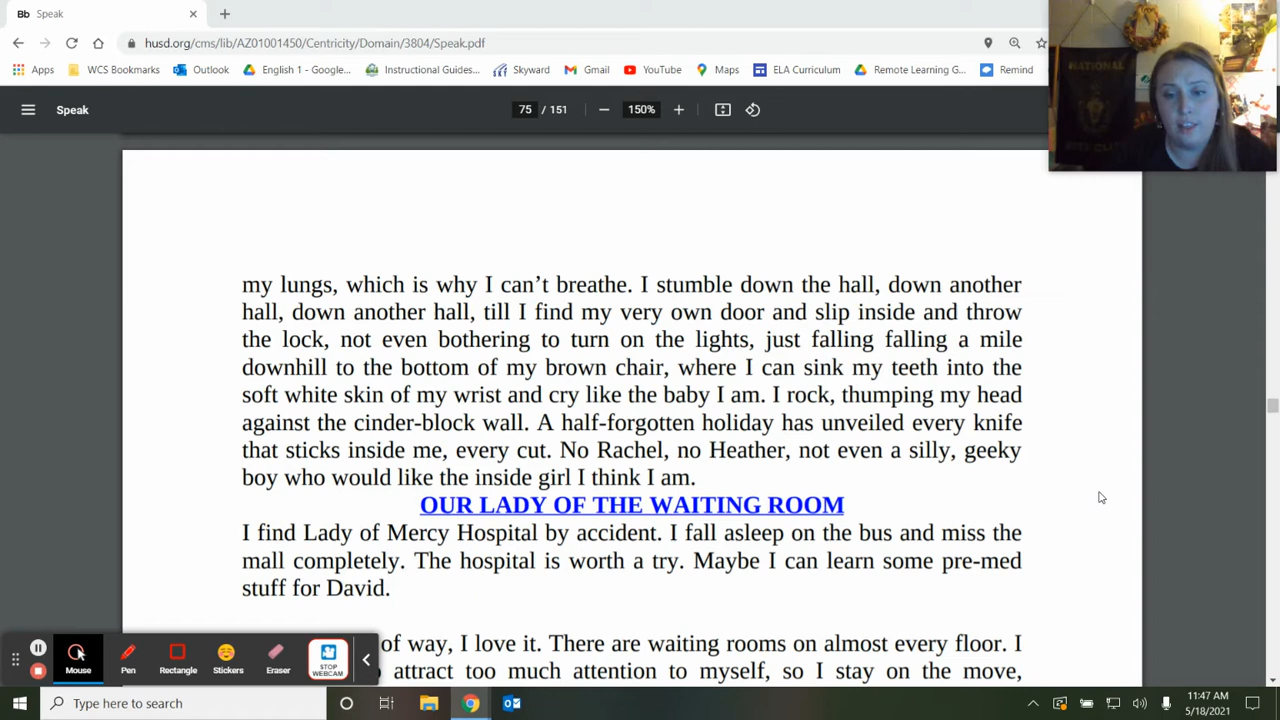 Bb Speak
husd.org/cms/lib/AZ01001450/Centricity/Domain/3804/Speak.pdf
Apps WCS Bookmarks Outlook English 1 - Google... Instructional Guides... Skyward Gmail YouTube Maps ELA Curriculum Remote Learning G... Remind
Speak 75 / 151 150%
NATIONAL
my lungs, which is why I can’t breathe. I stumble down the hall, down another
hall, down another hall, till I find my very own door and slip inside and throw
the lock, not even bothering to turn on the lights, just falling falling a mile
downhill to the bottom of my brown chair, where I can sink my teeth into the
soft white skin of my wrist and cry like the baby I am. I rock, thumping my head
against the cinder-block wall. A half-forgotten holiday has unveiled every knife
that sticks inside me, every cut. No Rachel, no Heather, not even a silly, geeky
boy who would like the inside girl I think I am.
OUR LADY OF THE WAITING ROOM
I find Lady of Mercy Hospital by accident. I fall asleep on the bus and miss the
mall completely. The hospital is worth a try. Maybe I can learn some pre-med
stuff for David.
of way, I love it. There are waiting rooms on almost every floor. I
attract too much attention to myself, so I stay on the move,
Mouse Pen Rectangle Stickers Eraser STOP WEBCAM
Type here to search
11:47 AM
5/18/2021